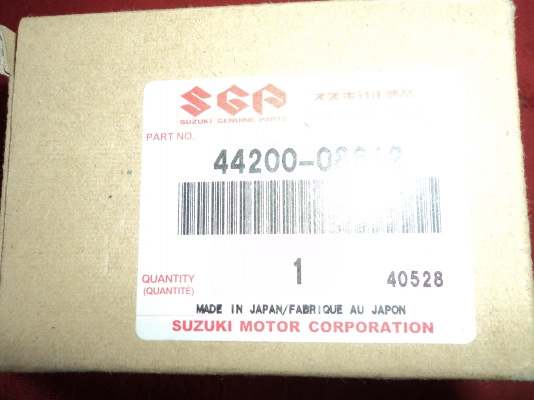 SGP
SUZUKI GENUINE PARTS
PART NO.
QUANTITY
1
40528
(QUANTITÉ)
MADE IN JAPAN/FABRIQUE AU JAPON
SUZUKI MOTOR CORPORATION